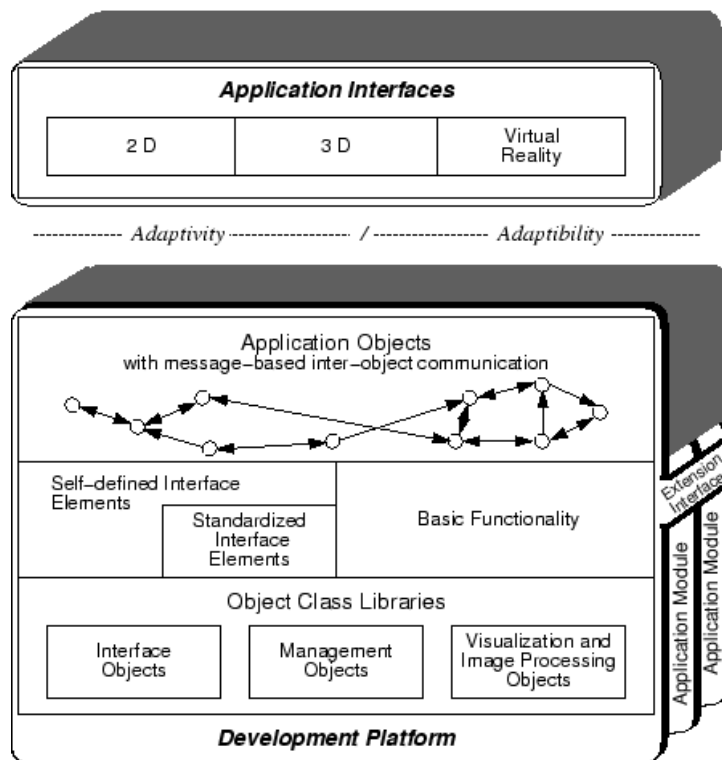 Application Interfaces
2 D
3 D
Virtual
Reality
Adaptivity / Adaptibility
Application Objects
with message-based inter-object communication
Self-defined Interface
Elements
Standardized
Interface
Elements
Basic Functionality
Extension
Interface
Application Module
Application Module
Object Class Libraries
Interface
Objects
Management
Objects
Visualization and
Image Processing
Objects
Development Platform